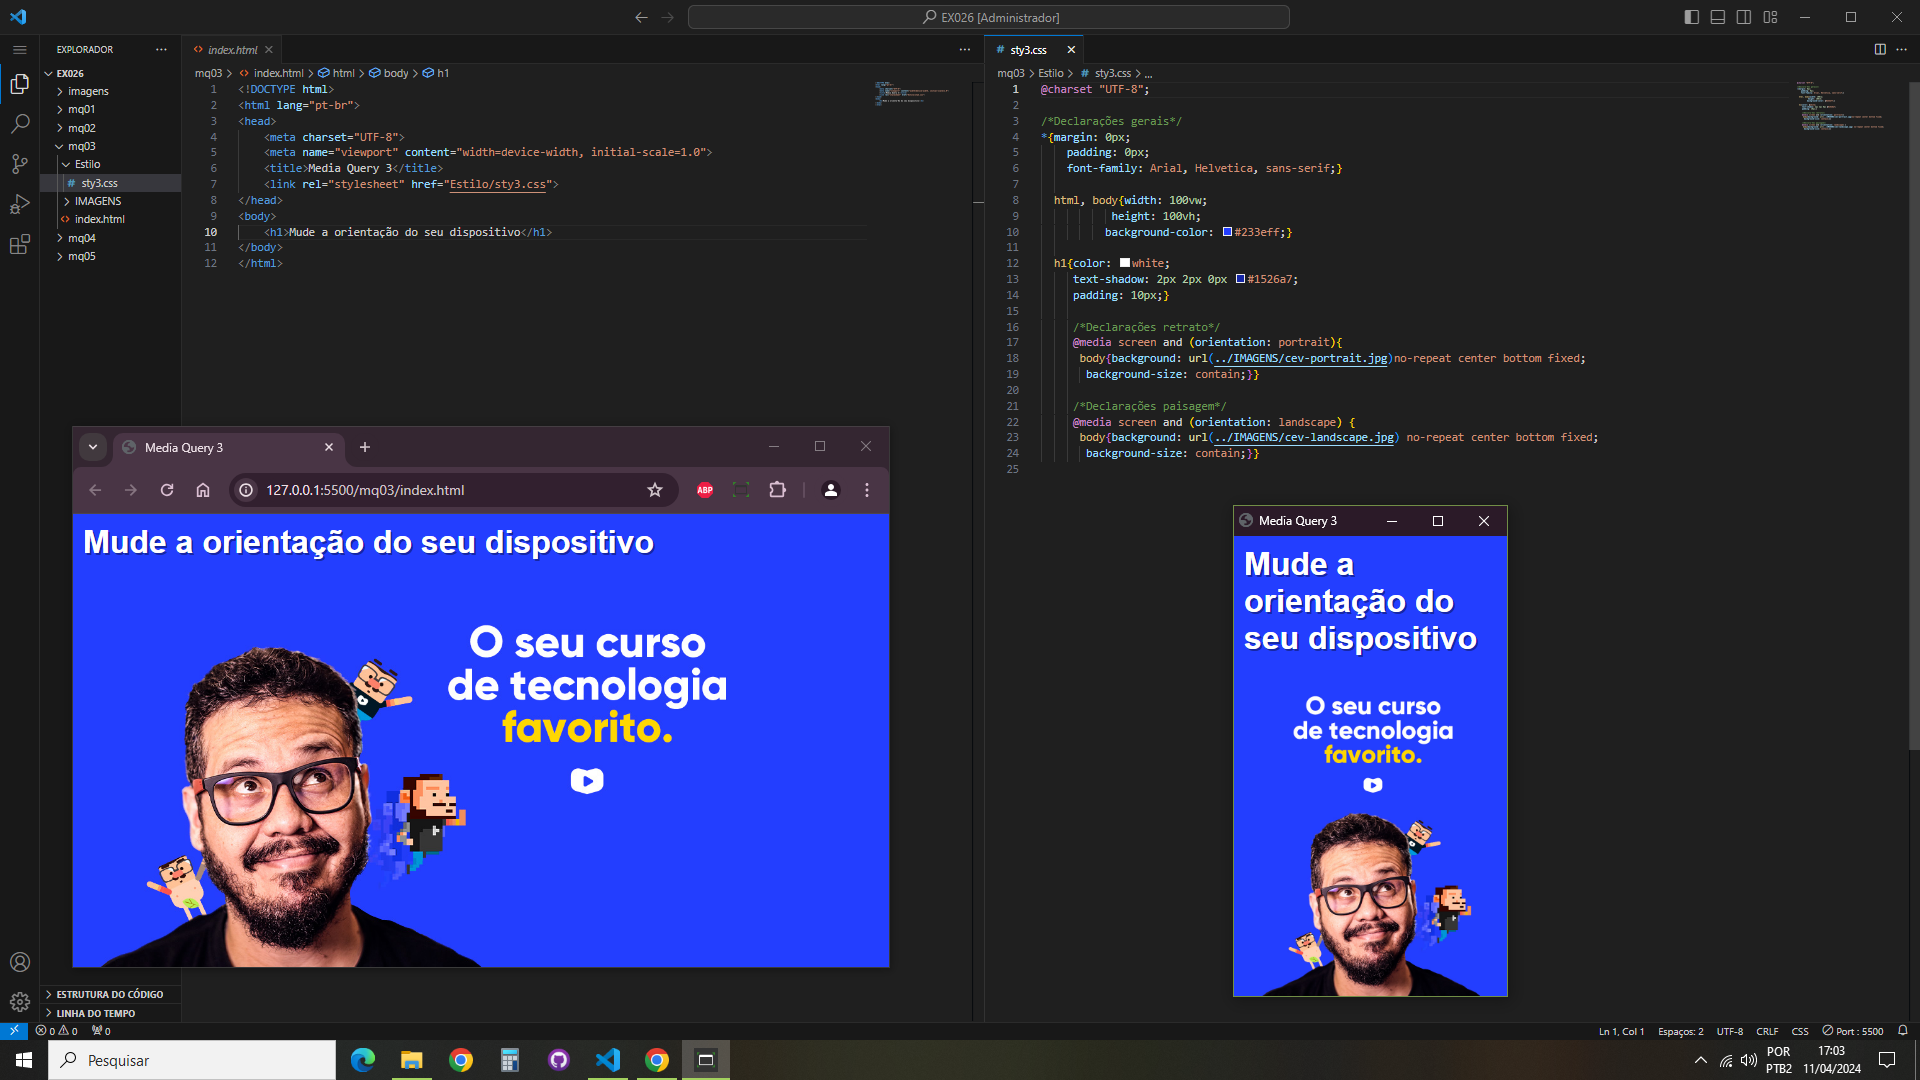 EX026 [Administrador]
EXPLORADOR
EX026
imagens
mq01
mq02
mq03
Estilo
# sty3.css
IMAGENS
<> index.html
mq04
mq05
ESTRUTURA DO CÓDIGO
LINHA DO TEMPO
<> index.html
mq03 > <> index.html > html > body > h1
1 <!DOCTYPE html>
2 <html lang="pt-br">
3 <head>
4 <meta charset="UTF-8">
5 <meta name="viewport" content="width=device-width, initial-scale=1.0">
6 <title>Media Query 3</title>
7 <link rel="stylesheet" href="Estilo/sty3.css">
8 </head>
9 <body>
10 <h1>Mude a orientação do seu dispositivo</h1>
11 </body>
12 </html>
# sty3.css
mq03 > Estilo > # sty3.css > ...
1 @charset "UTF-8";
2
3 /*Declarações gerais*/
4 *{margin: 0px;
5 padding: 0px;
6 font-family: Arial, Helvetica, sans-serif;}
7
8 html, body{width: 100vw;
9 height: 100vh;
10 background-color: #233eff;}
11
12 h1{color: white;
13 text-shadow: 2px 2px 0px #1526a7;
14 padding: 10px;}
15
16 /*Declarações retrato*/
17 @media screen and (orientation: portrait){
18 body{background: url(../IMAGENS/cev-portrait.jpg)no-repeat center bottom fixed;
19 background-size: contain;}}
20
21 /*Declarações paisagem*/
22 @media screen and (orientation: landscape) {
23 body{background: url(../IMAGENS/cev-landscape.jpg) no-repeat center bottom fixed;
24 background-size: contain;}}
25
Media Query 3
127.0.0.1:5500/mq03/index.html
ABP
Mude a orientação do seu dispositivo
O seu curso
de tecnologia
favorito.
Media Query 3
Mude a
orientação do
seu dispositivo
O seu curso
de tecnologia
favorito.
0 0 0
Ln 1, Col 1 Espaços: 2 UTF-8 CRLF CSS Port : 5500
Pesquisar
POR
PTB2
17:03
11/04/2024